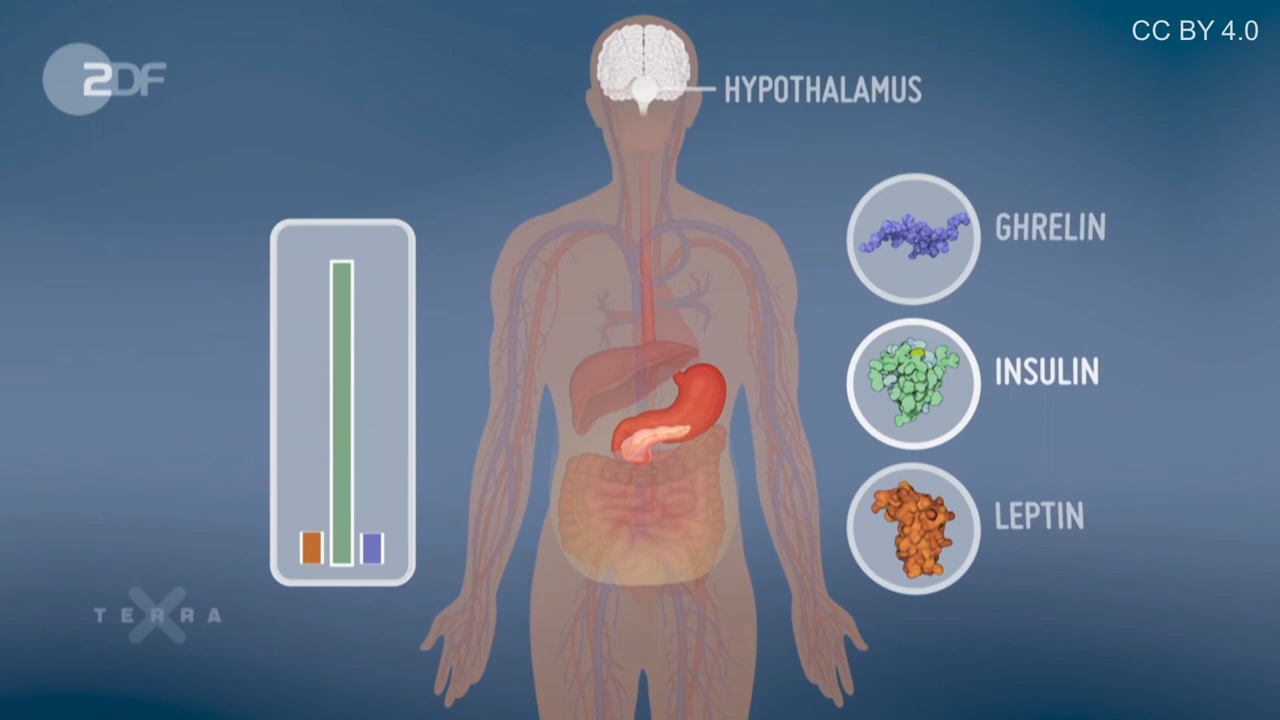 CC BY 4.0
2DF
HYPOTHALAMUS
GHRELIN
INSULIN
LEPTIN
TERRA X